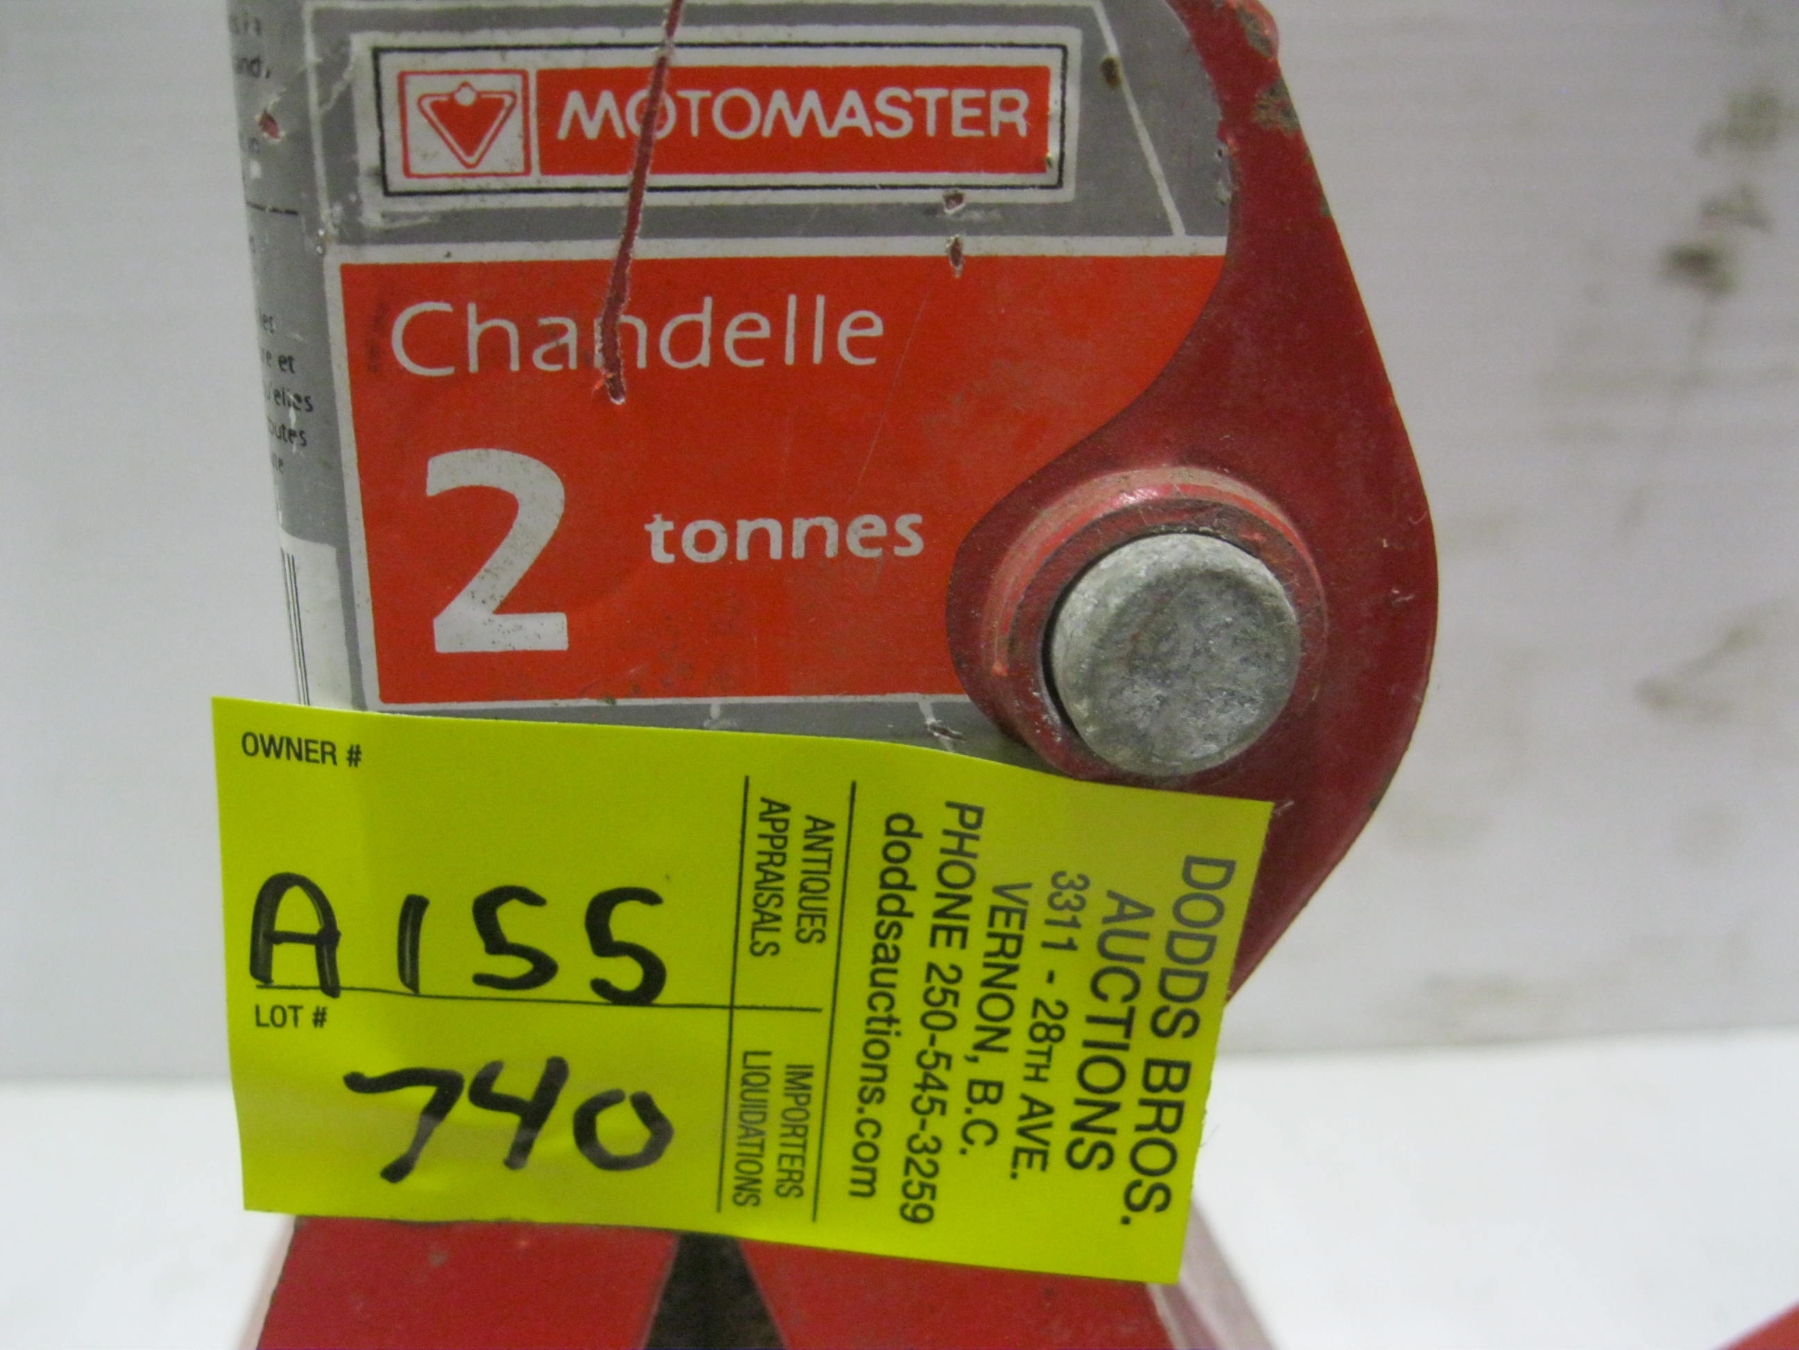 MOTOMASTER
Chandelle
2 tonnes
et
OWNER #
A155
LOT #
740
ANTIQUES
APPRAISALS
IMPORTERS
LIQUIDATIONS
DODDS BROS.
AUCTIONS
3311 - 28TH AVE.
VERNON, B.C.
PHONE 250-545-3259
doddsauctions.com